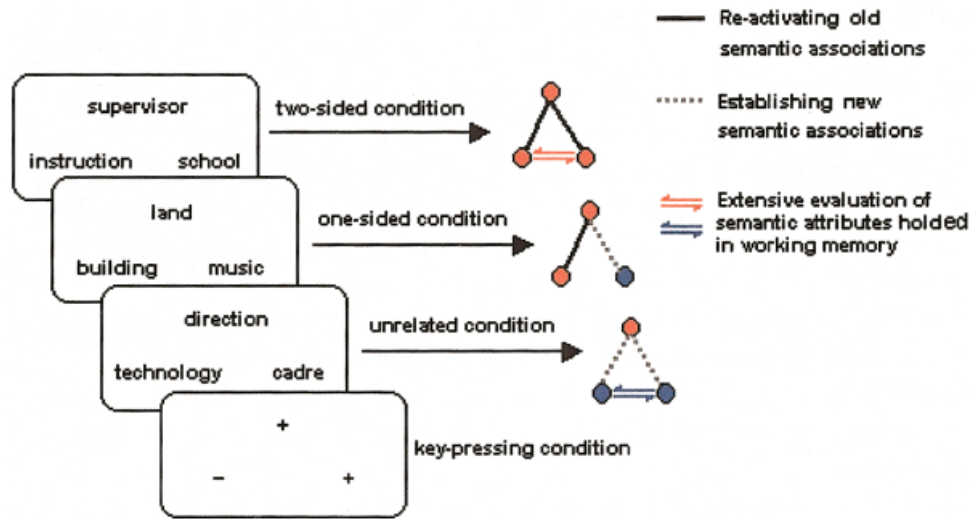 supervisor
instruction school
two-sided condition
land
building music
one-sided condition
direction
technology cadre
unrelated condition
+
− +
key-pressing condition
Re-activating old
semantic associations
Establishing new
semantic associations
Extensive evaluation of
semantic attributes holded
in working memory